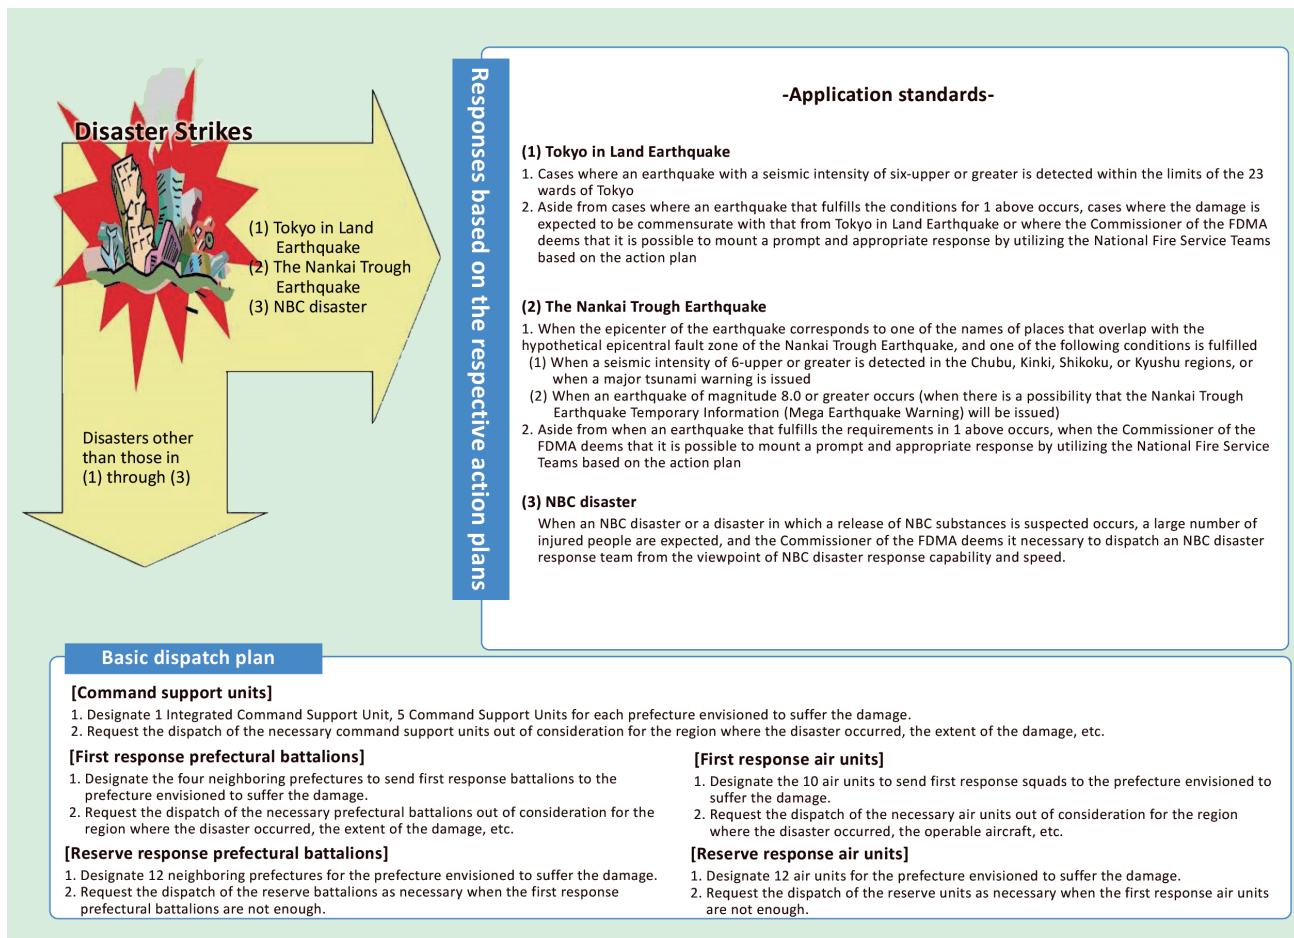 Disaster Strikes
(1) Tokyo in Land
Earthquake
(2) The Nankai Trough
Earthquake
(3) NBC disaster
Disasters other
than those in
(1) through (3)
Responses based on the respective action plans
-Application standards-
(1) Tokyo in Land Earthquake
1. Cases where an earthquake with a seismic intensity of six-upper or greater is detected within the limits of the 23
wards of Tokyo
2. Aside from cases where an earthquake that fulfills the conditions for 1 above occurs, cases where the damage is
expected to be commensurate with that from Tokyo in Land Earthquake or where the Commissioner of the FDMA
deems that it is possible to mount a prompt and appropriate response by utilizing the National Fire Service Teams
based on the action plan
(2) The Nankai Trough Earthquake
1. When the epicenter of the earthquake corresponds to one of the names of places that overlap with the
hypothetical epicentral fault zone of the Nankai Trough Earthquake, and one of the following conditions is fulfilled
(1) When a seismic intensity of 6-upper or greater is detected in the Chubu, Kinki, Shikoku, or Kyushu regions, or
when a major tsunami warning is issued
(2) When an earthquake of magnitude 8.0 or greater occurs (when there is a possibility that the Nankai Trough
Earthquake Temporary Information (Mega Earthquake Warning) will be issued)
2. Aside from when an earthquake that fulfills the requirements in 1 above occurs, when the Commissioner of the
FDMA deems that it is possible to mount a prompt and appropriate response by utilizing the National Fire Service
Teams based on the action plan
(3) NBC disaster
When an NBC disaster or a disaster in which a release of NBC substances is suspected occurs, a large number of
injured people are expected, and the Commissioner of the FDMA deems it necessary to dispatch an NBC disaster
response team from the viewpoint of NBC disaster response capability and speed.
Basic dispatch plan
[Command support units]
1. Designate 1 Integrated Command Support Unit, 5 Command Support Units for each prefecture envisioned to suffer the damage.
2. Request the dispatch of the necessary command support units out of consideration for the region where the disaster occurred, the extent of the damage, etc.
[First response prefectural battalions]
1. Designate the four neighboring prefectures to send first response battalions to the
prefecture envisioned to suffer the damage.
2. Request the dispatch of the necessary prefectural battalions out of consideration for the
region where the disaster occurred, the extent of the damage, etc.
[Reserve response prefectural battalions]
1. Designate 12 neighboring prefectures for the prefecture envisioned to suffer the damage.
2. Request the dispatch of the reserve battalions as necessary when the first response
prefectural battalions are not enough.
[First response air units]
1. Designate the 10 air units to send first response squads to the prefecture envisioned to
suffer the damage.
2. Request the dispatch of the necessary air units out of consideration for the region
where the disaster occurred, the operable aircraft, etc.
[Reserve response air units]
1. Designate 12 air units for the prefecture envisioned to suffer the damage.
2. Request the dispatch of the reserve units as necessary when the first response air units
are not enough.